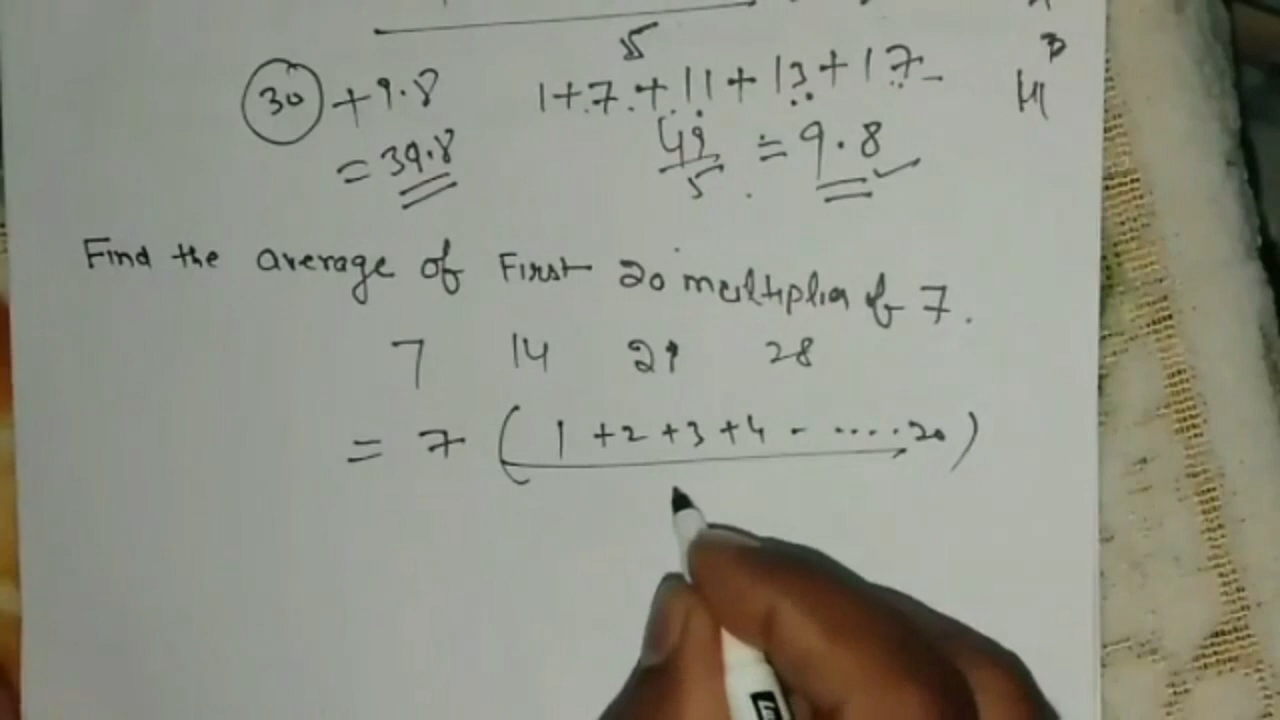 5
30 + 9.8 1+7+11+13+17
= 39.8 49/5 = 9.8
Find the average of First 20 multiplier of 7.
7 14 21 28
= 7 ( 1 +2 +3 +4 - .....20 )